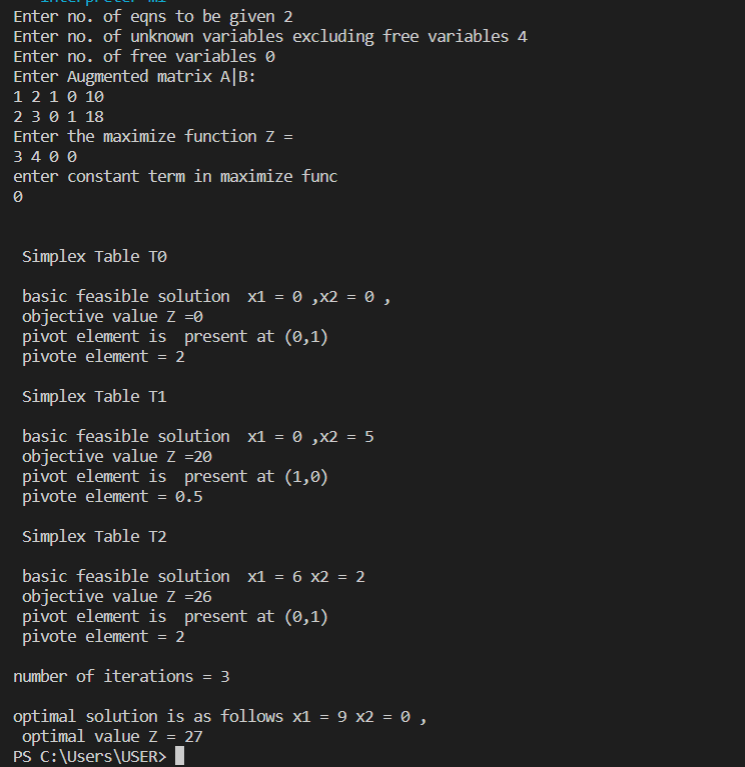 Enter no. of eqns to be given 2
Enter no. of unknown variables excluding free variables 4
Enter no. of free variables 0
Enter Augmented matrix A|B:
1 2 1 0 10
2 3 0 1 18
Enter the maximize function Z =
3 4 0 0
enter constant term in maximize func
0
Simplex Table T0
basic feasible solution  x1 = 0 ,x2 = 0 ,
objective value Z =0
pivot element is  present at (0,1)
pivote element = 2
Simplex Table T1
basic feasible solution  x1 = 0 ,x2 = 5
objective value Z =20
pivot element is  present at (1,0)
pivote element = 0.5
Simplex Table T2
basic feasible solution  x1 = 6 x2 = 2
objective value Z =26
pivot element is  present at (0,1)
pivote element = 2
number of iterations = 3
optimal solution is as follows x1 = 9 x2 = 0 ,
optimal value Z = 27
PS C:\Users\USER>